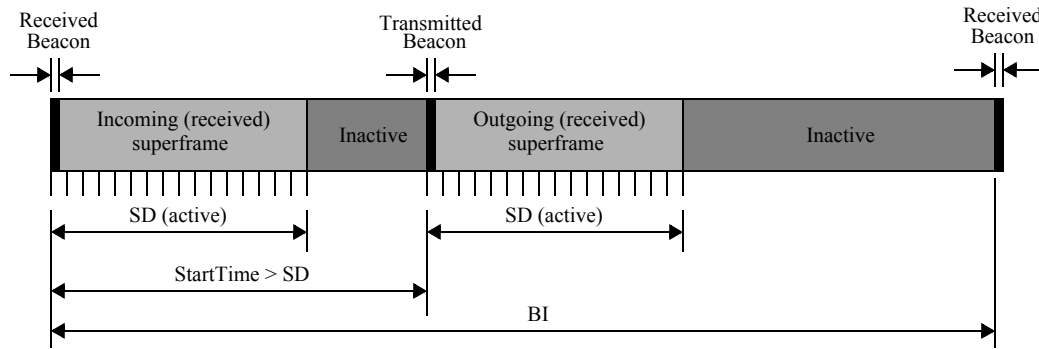 Received
Beacon
Transmitted
Beacon
Received
Beacon
Incoming (received)
superframe
Inactive
Outgoing (received)
superframe
Inactive
SD (active)
SD (active)
StartTime > SD
BI